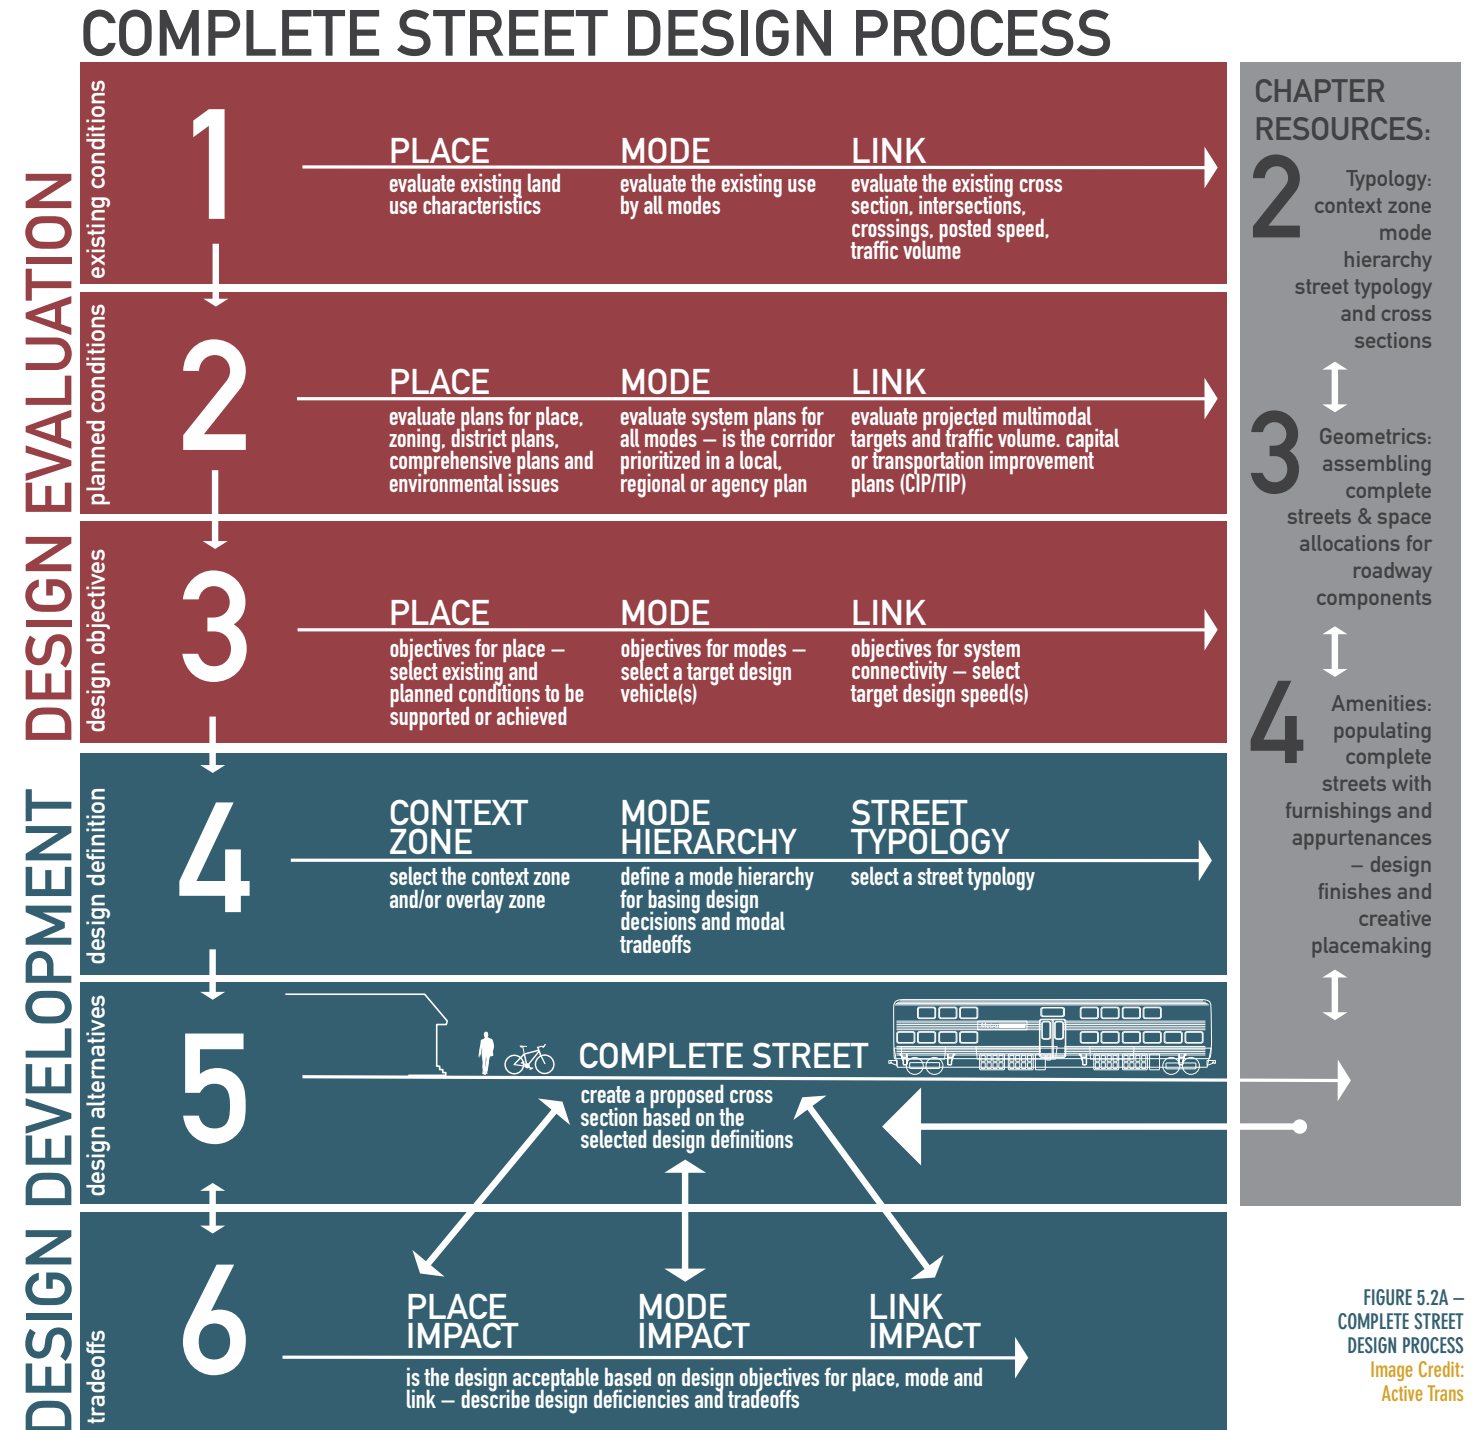 COMPLETE STREET DESIGN PROCESS
DESIGN EVALUATION
existing conditions
1
PLACE
evaluate existing land
use characteristics
MODE
evaluate the existing use
by all modes
LINK
evaluate the existing cross
section, intersections,
crossings, posted speed,
traffic volume
planned conditions
2
PLACE
evaluate plans for place,
zoning, district plans,
comprehensive plans and
environmental issues
MODE
evaluate system plans for
all modes – is the corridor
prioritized in a local,
regional or agency plan
LINK
evaluate projected multimodal
targets and traffic volume. capital
or transportation improvement
plans (CIP/TIP)
design objectives
3
PLACE
objectives for place –
select existing and
planned conditions to be
supported or achieved
MODE
objectives for modes –
select a target design
vehicle(s)
LINK
objectives for system
connectivity – select
target design speed(s)
DESIGN DEVELOPMENT
design definition
4
CONTEXT
ZONE
select the context zone
and/or overlay zone
MODE
HIERARCHY
define a mode hierarchy
for basing design
decisions and modal
tradeoffs
STREET
TYPOLOGY
select a street typology
design alternatives
5
COMPLETE STREET
create a proposed cross
section based on the
selected design definitions
tradeoffs
6
PLACE
IMPACT
MODE
IMPACT
LINK
IMPACT
is the design acceptable based on design objectives for place, mode and
link – describe design deficiencies and tradeoffs
CHAPTER
RESOURCES:
2
Typology:
context zone
mode
hierarchy
street typology
and cross
sections
3
Geometrics:
assembling
complete
streets & space
allocations for
roadway
components
4
Amenities:
populating
complete
streets with
furnishings and
appurtenances
– design
finishes and
creative
placemaking
FIGURE 5.2A –
COMPLETE STREET
DESIGN PROCESS
Image Credit:
Active Trans